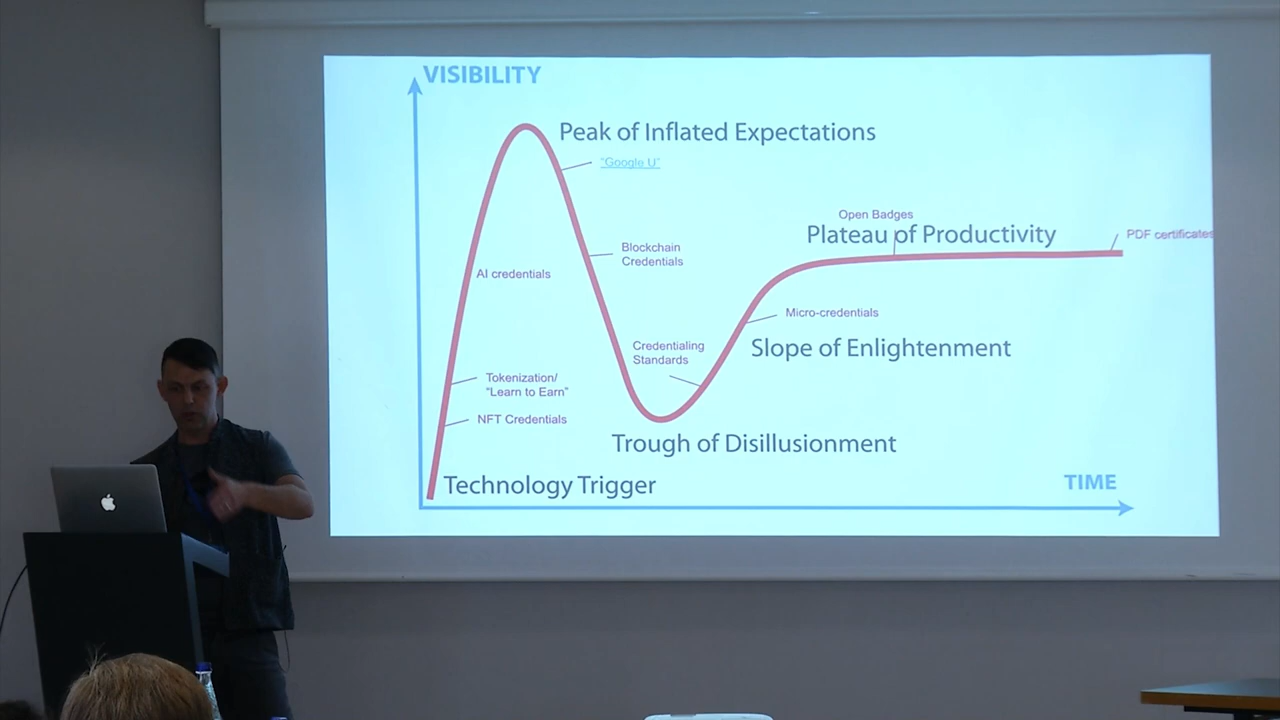 VISIBILITY
Peak of Inflated Expectations
"Google U"
Open Badges
Plateau of Productivity
PDF certificates
Blockchain
Credentials
AI credentials
Micro-credentials
Credentialing
Standards
Slope of Enlightenment
Tokenization/
"Learn to Earn"
NFT Credentials
Trough of Disillusionment
Technology Trigger
TIME